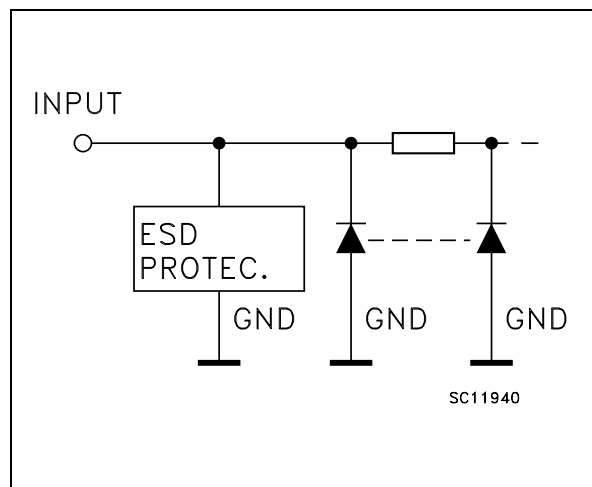 INPUT
ESD
PROTEC.
GND
GND
GND
SC11940